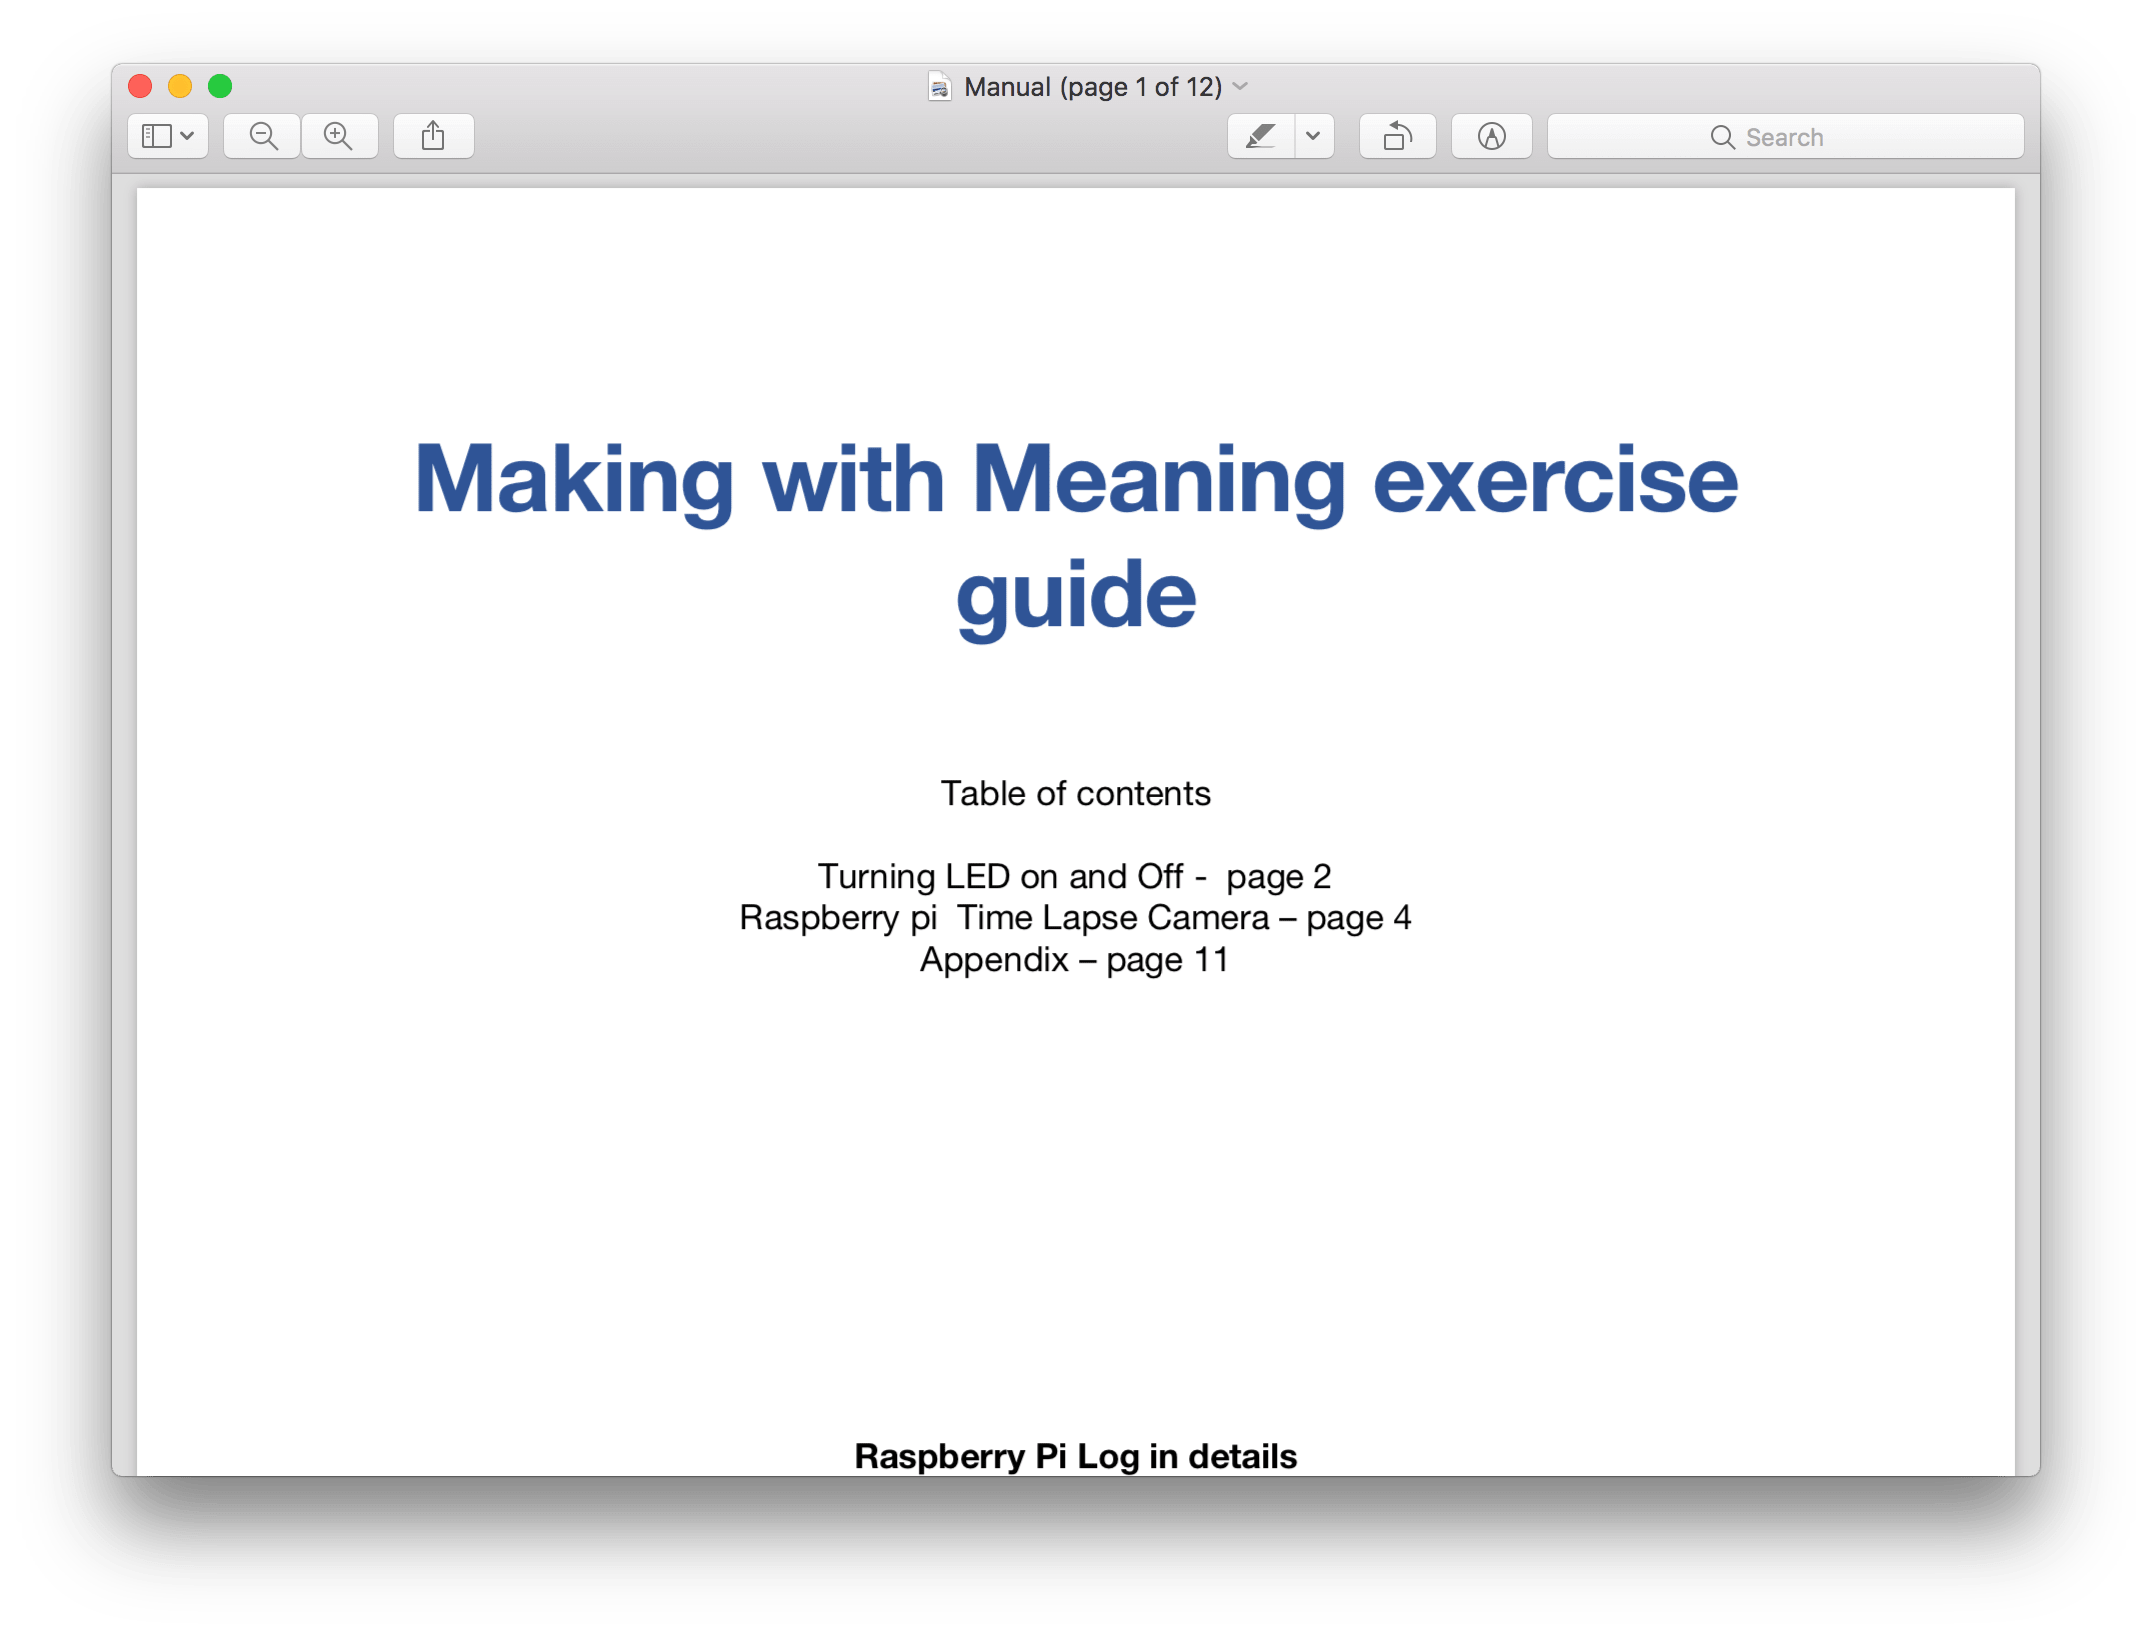 Manual (page 1 of 12)
Search
Making with Meaning exercise
guide
Table of contents
Turning LED on and Off -  page 2
Raspberry pi  Time Lapse Camera – page 4
Appendix – page 11
Raspberry Pi Log in details